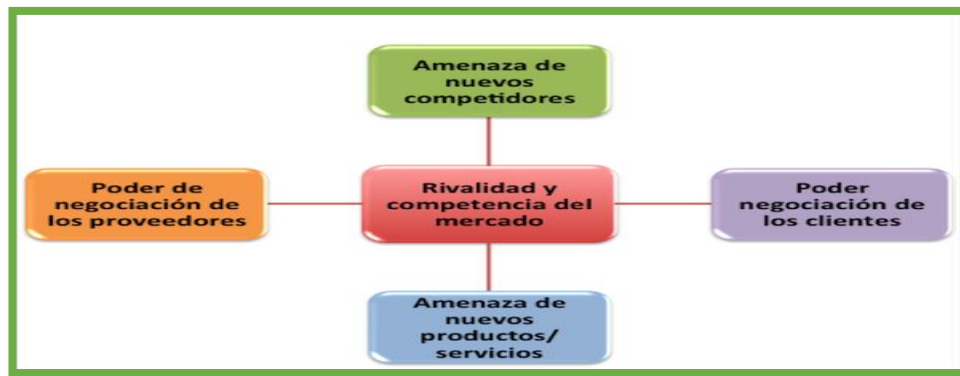 Amenaza de
nuevos
competidores
Poder de
negociación de
los proveedores
Rivalidad y
competencia del
mercado
Poder
negociación de
los clientes
Amenaza de
nuevos
productos/
servicios